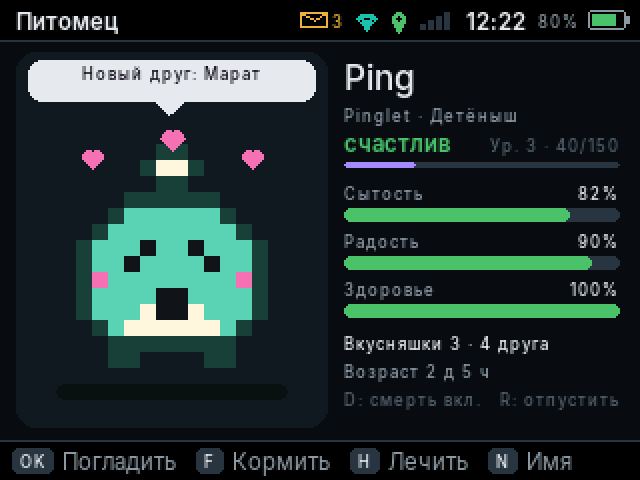 Питомец 3 12:22 80%
Новый друг: Марат
Ping
Pinglet · Детёныш
счастлив Ур. 3 · 40/150
Сытость 82%
Радость 90%
Здоровье 100%
Вкусняшки 3 · 4 друга
Возраст 2 д 5 ч
D: смерть вкл. R: отпустить
OK Погладить F Кормить H Лечить N Имя